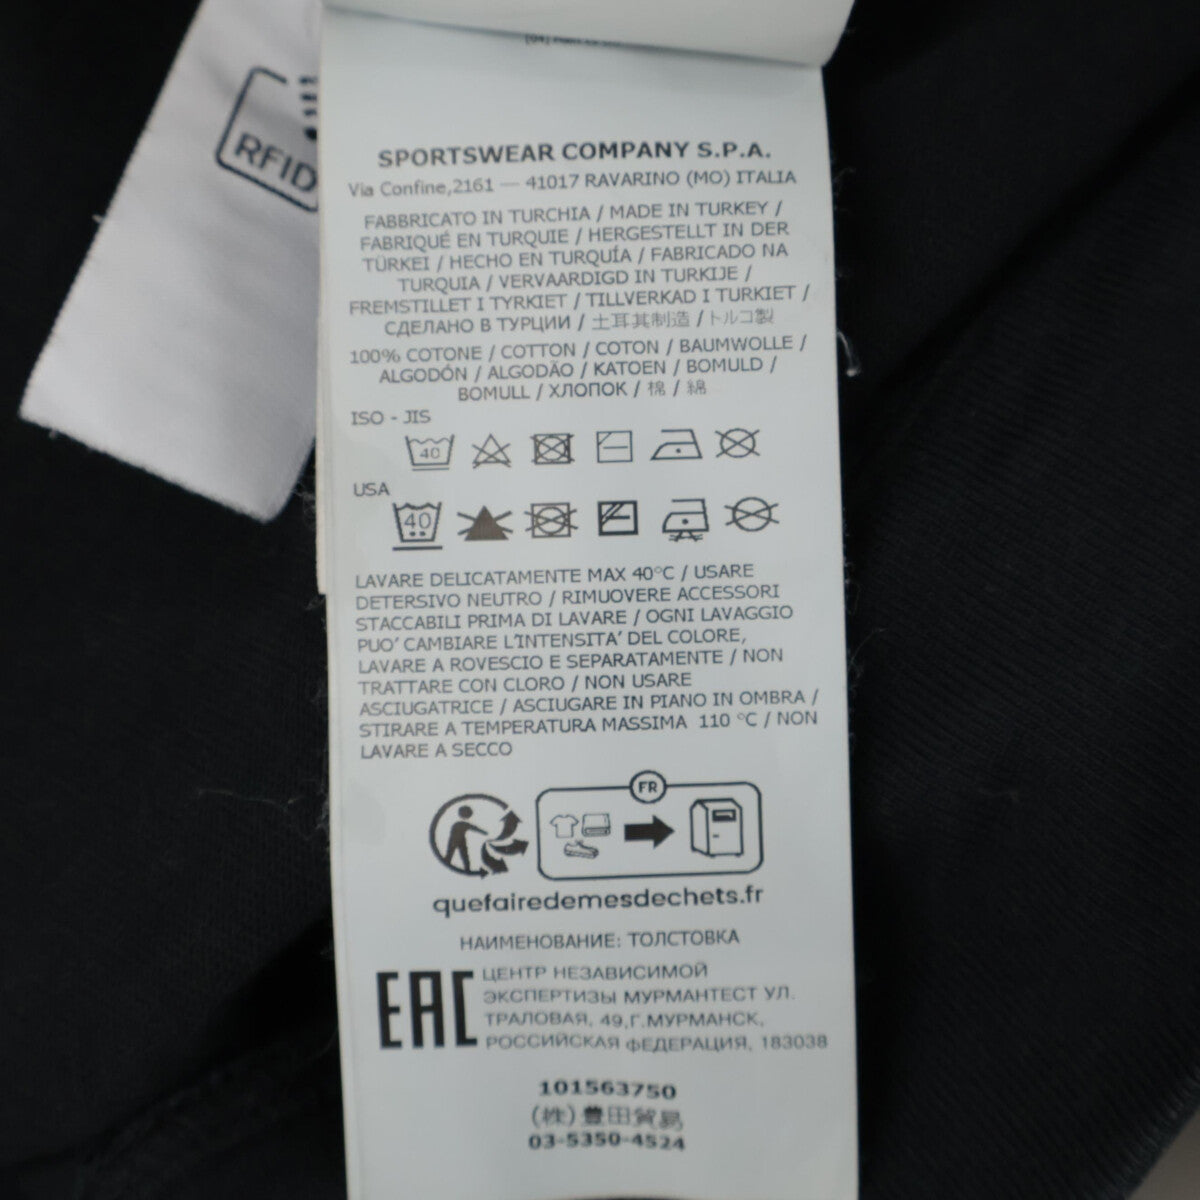 RFID
SPORTSWEAR COMPANY S.P.A.
Via Confine,2161 — 41017 RAVARINO (MO) ITALIA
FABBRICATO IN TURCHIA / MADE IN TURKEY /
FABRIQUÉ EN TURQUIE / HERGESTELLT IN DER
TÜRKEI / HECHO EN TURQUÍA / FABRICADO NA
TURQUIA / VERVAARDIGD IN TURKIJE /
FREMSTILLET I TYRKIET / TILLVERKAD I TURKIET /
СДЕЛАНО В ТУРЦИИ / 土耳其制造 / トルコ製
100% COTONE / COTTON / COTON / BAUMWOLLE /
ALGODÓN / ALGODÃO / KATOEN / BOMULD /
BOMULL / ХЛОПОК / 棉 / 綿
ISO - JIS
40
USA
40
LAVARE DELICATAMENTE MAX 40°C / USARE
DETERSIVO NEUTRO / RIMUOVERE ACCESSORI
STACCABILI PRIMA DI LAVARE / OGNI LAVAGGIO
PUO' CAMBIARE L'INTENSITA' DEL COLORE,
LAVARE A ROVESCIO E SEPARATAMENTE / NON
TRATTARE CON CLORO / NON USARE
ASCIUGATRICE / ASCIUGARE IN PIANO IN OMBRA /
STIRARE A TEMPERATURA MASSIMA 110 °C / NON
LAVARE A SECCO
FR
quefairedemesdechets.fr
НАИМЕНОВАНИЕ: ТОЛСТОВКА
EAC
ЦЕНТР НЕЗАВИСИМОЙ
ЭКСПЕРТИЗЫ МУРМАНТЕСТ УЛ.
ТРАЛОВАЯ, 49,Г.МУРМАНСК,
РОССИЙСКАЯ ФЕДЕРАЦИЯ, 183038
101563750
(株)豊田貿易
03-5350-4524